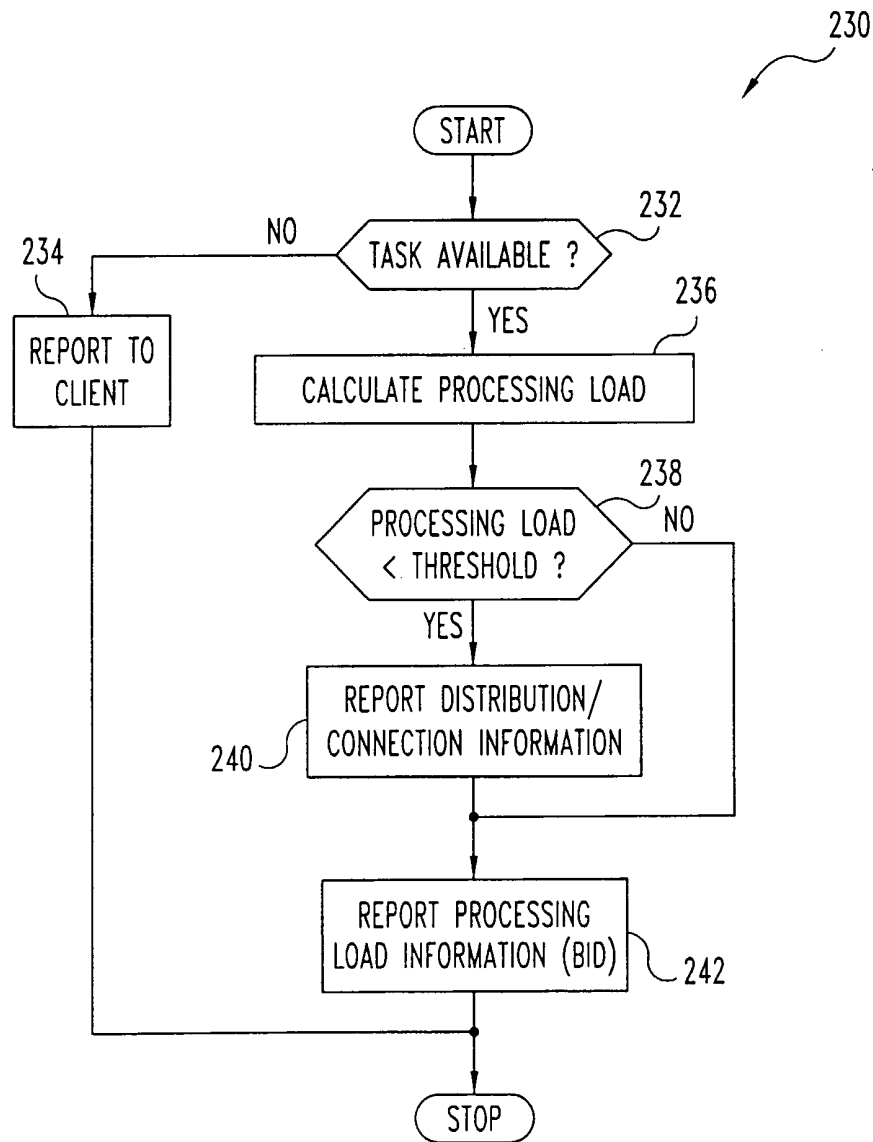 230
START
232
TASK AVAILABLE ?
NO
234
REPORT TO
CLIENT
YES
236
CALCULATE PROCESSING LOAD
238
PROCESSING LOAD
< THRESHOLD ?
NO
YES
REPORT DISTRIBUTION/
CONNECTION INFORMATION
240
REPORT PROCESSING
LOAD INFORMATION (BID)
242
STOP